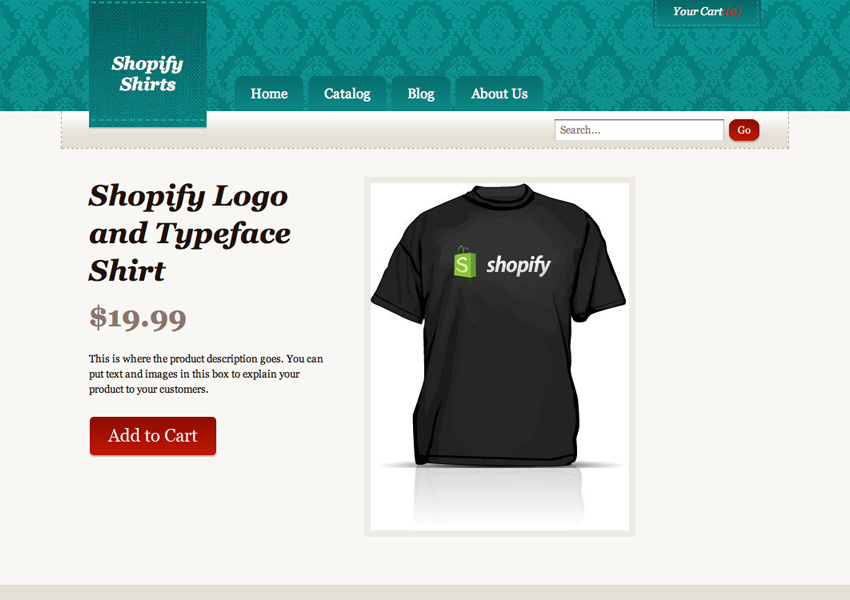 Your Cart (0)
Shopify
Shirts
Home
Catalog
Blog
About Us
Search...
Go
Shopify Logo
and Typeface
Shirt
$19.99
This is where the product description goes. You can
put text and images in this box to explain your
product to your customers.
Add to Cart
S shopify